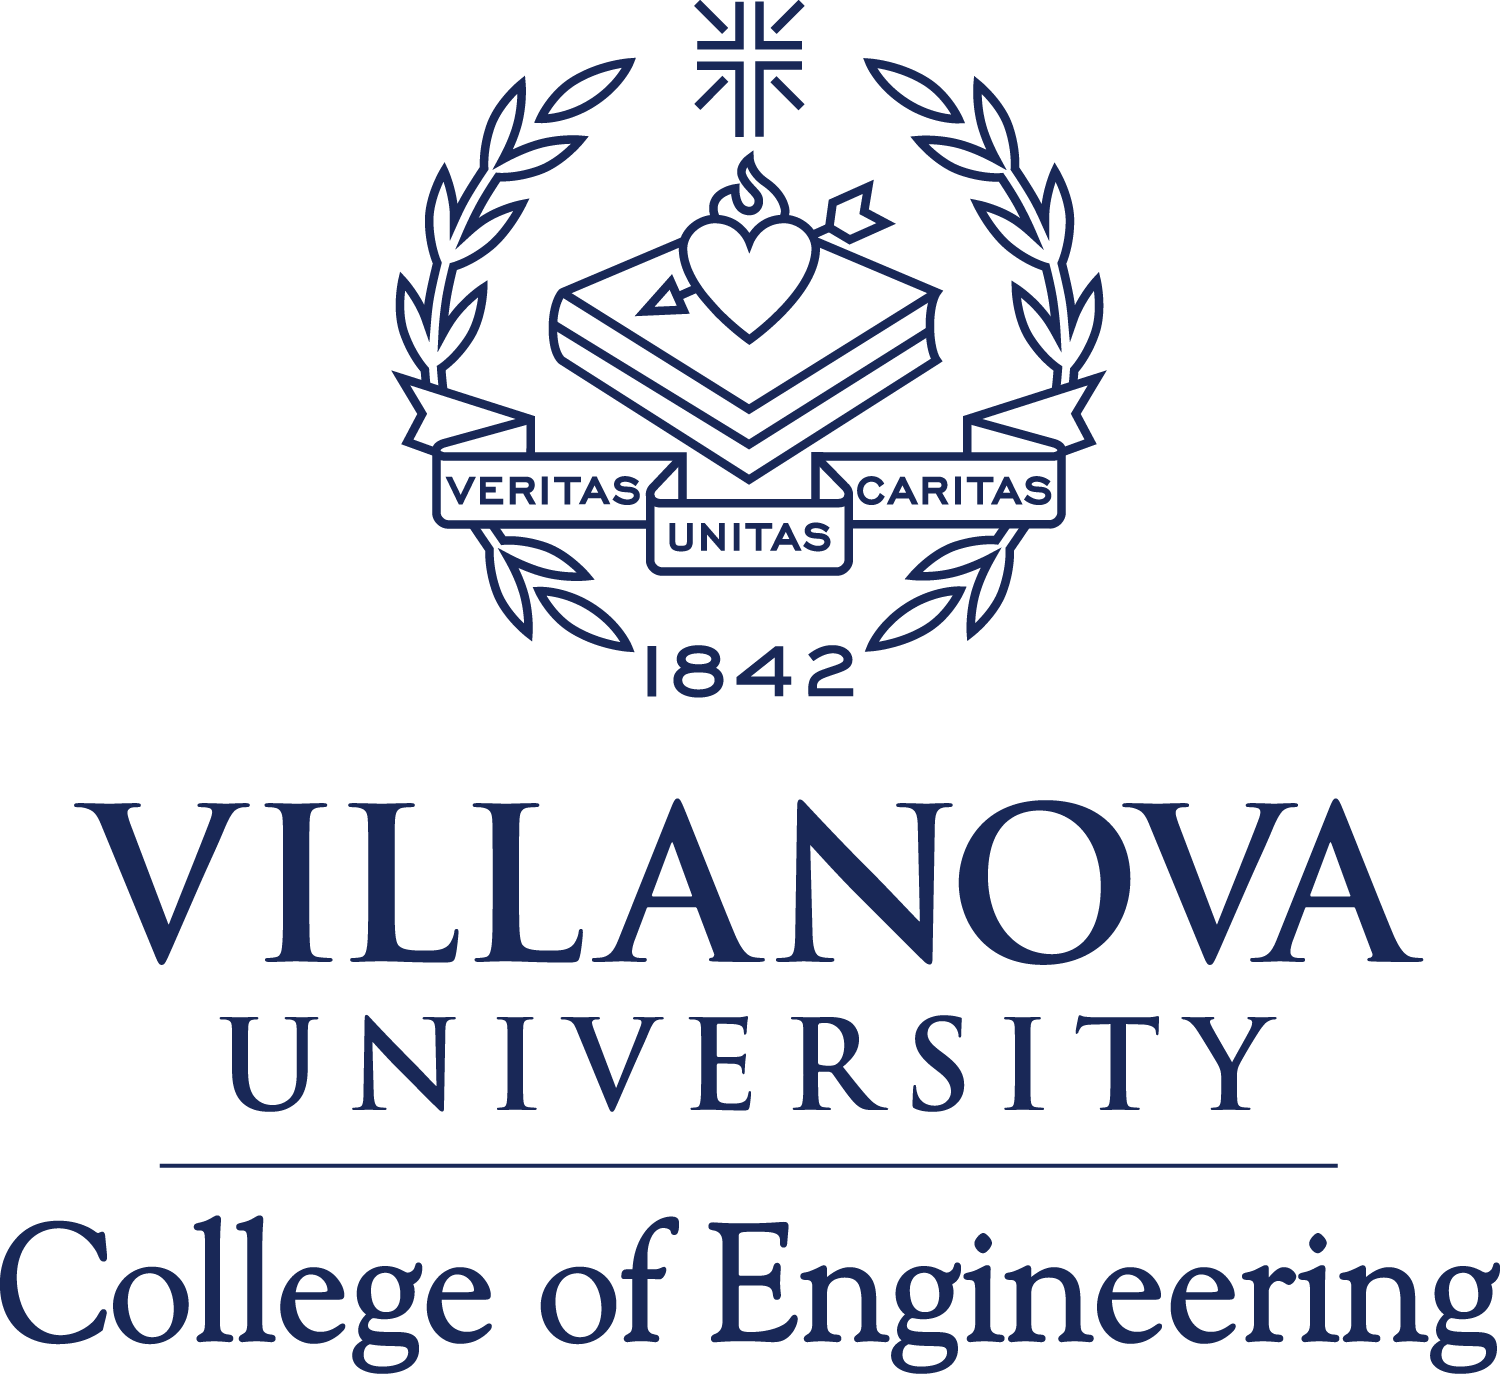 VERITAS
UNITAS
CARITAS
1842
VILLANOVA
UNIVERSITY
College of Engineering